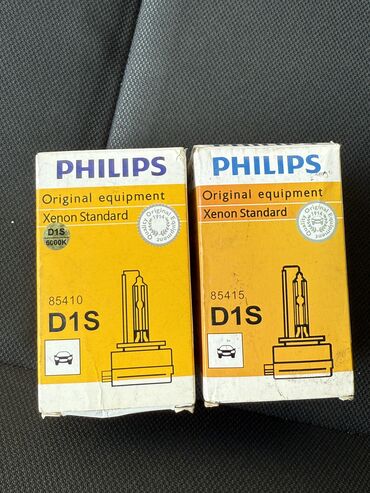 PHILIPS
Original equipment
Xenon Standard
D1S
6000K
85410
D1S
PHILIPS
Original equipment
Xenon Standard
85415
D1S